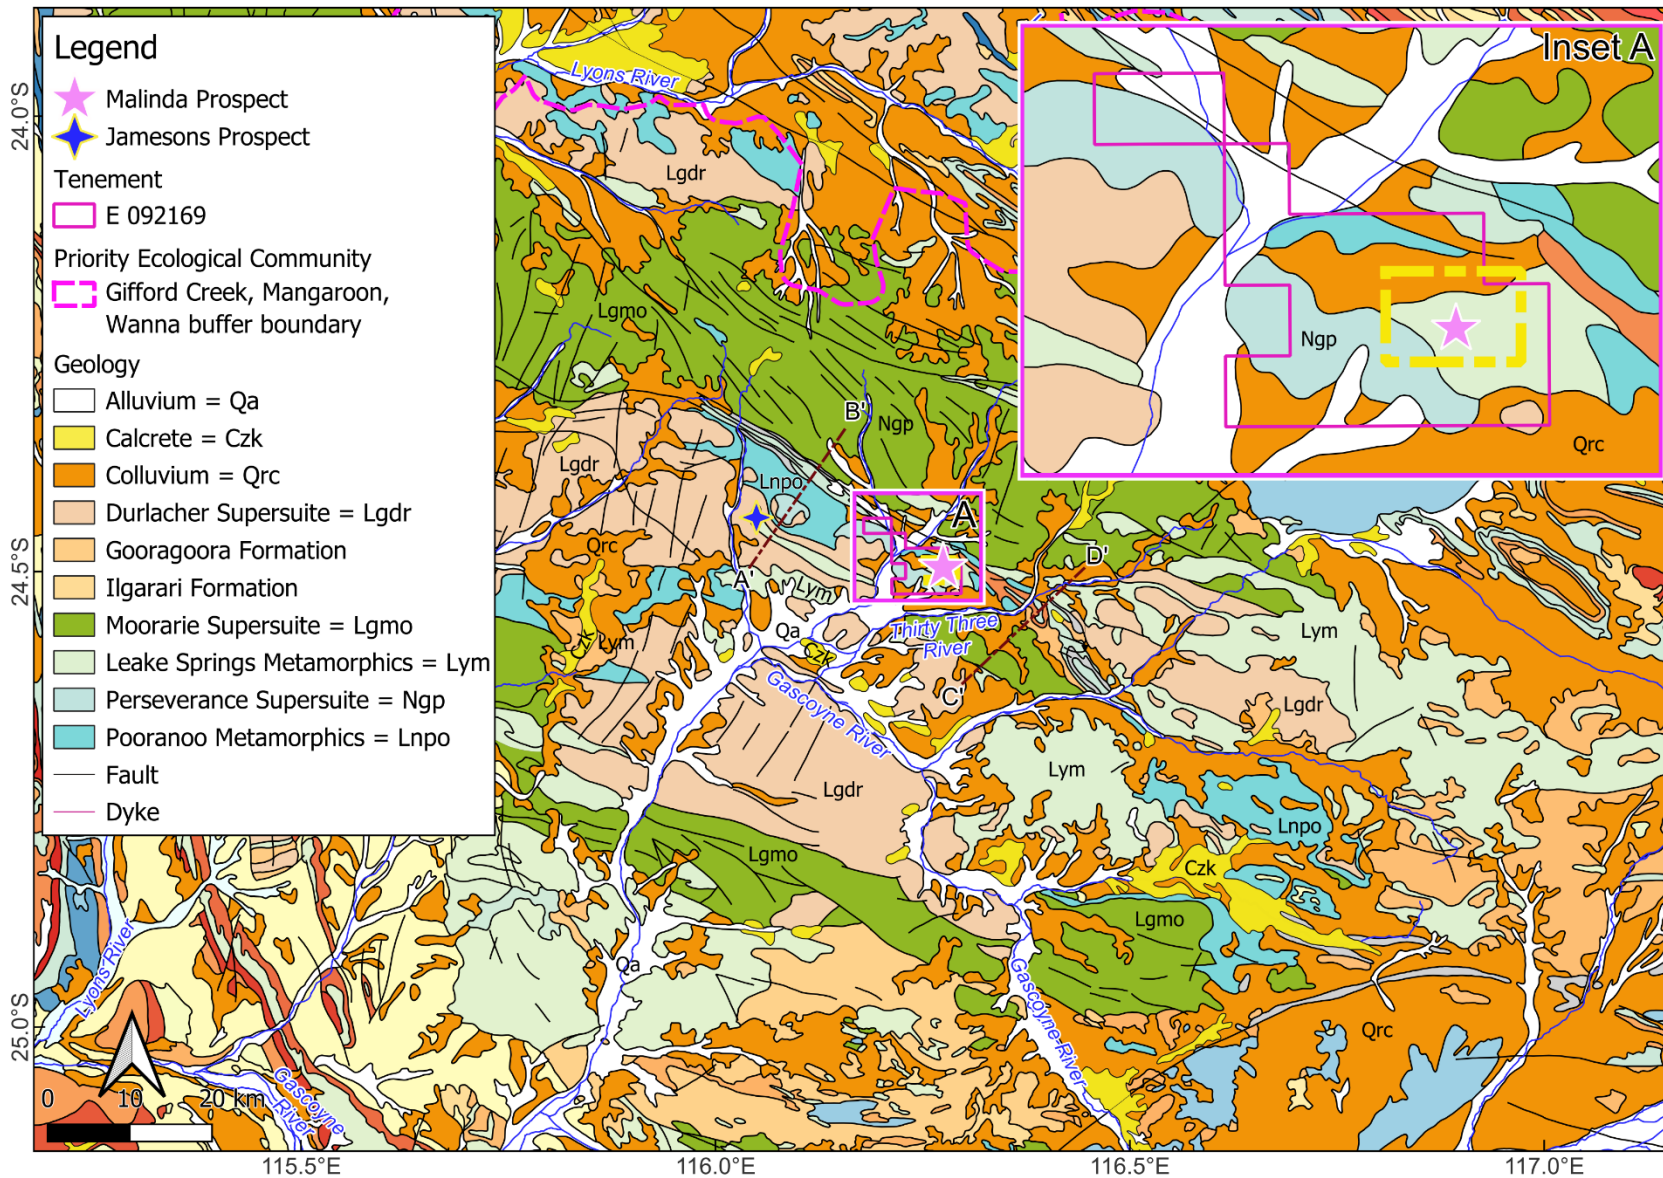 Legend
Malinda Prospect
Jamesons Prospect
Tenement
E 092169
Priority Ecological Community
Gifford Creek, Mangaroon,
Wanna buffer boundary
Geology
Alluvium = Qa
Calcrete = Czk
Colluvium = Qrc
Durlacher Supersuite = Lgdr
Gooragoora Formation
Ilgarari Formation
Moorarie Supersuite = Lgmo
Leake Springs Metamorphics = Lym
Perseverance Supersuite = Ngp
Pooranoo Metamorphics = Lnpo
Fault
Dyke
Inset A
Ngp
Qrc
Lyons River
Lgdr
Lgmo
B'
Ngp
Lgdr
Lnpo
A
Qrc
A'
D'
Lym
Czk
Lym
Qa
Czk
Thirty Three
River
Lym
C'
Gascoyne River
Lgdr
Lym
Lgdr
Lnpo
Lgmo
Czk
Lgmo
Qa
Lyons River
Gascoyne River
Qrc
Gascoyne
River
0 10 20 km
24.0°S
24.5°S
25.0°S
115.5°E
116.0°E
116.5°E
117.0°E